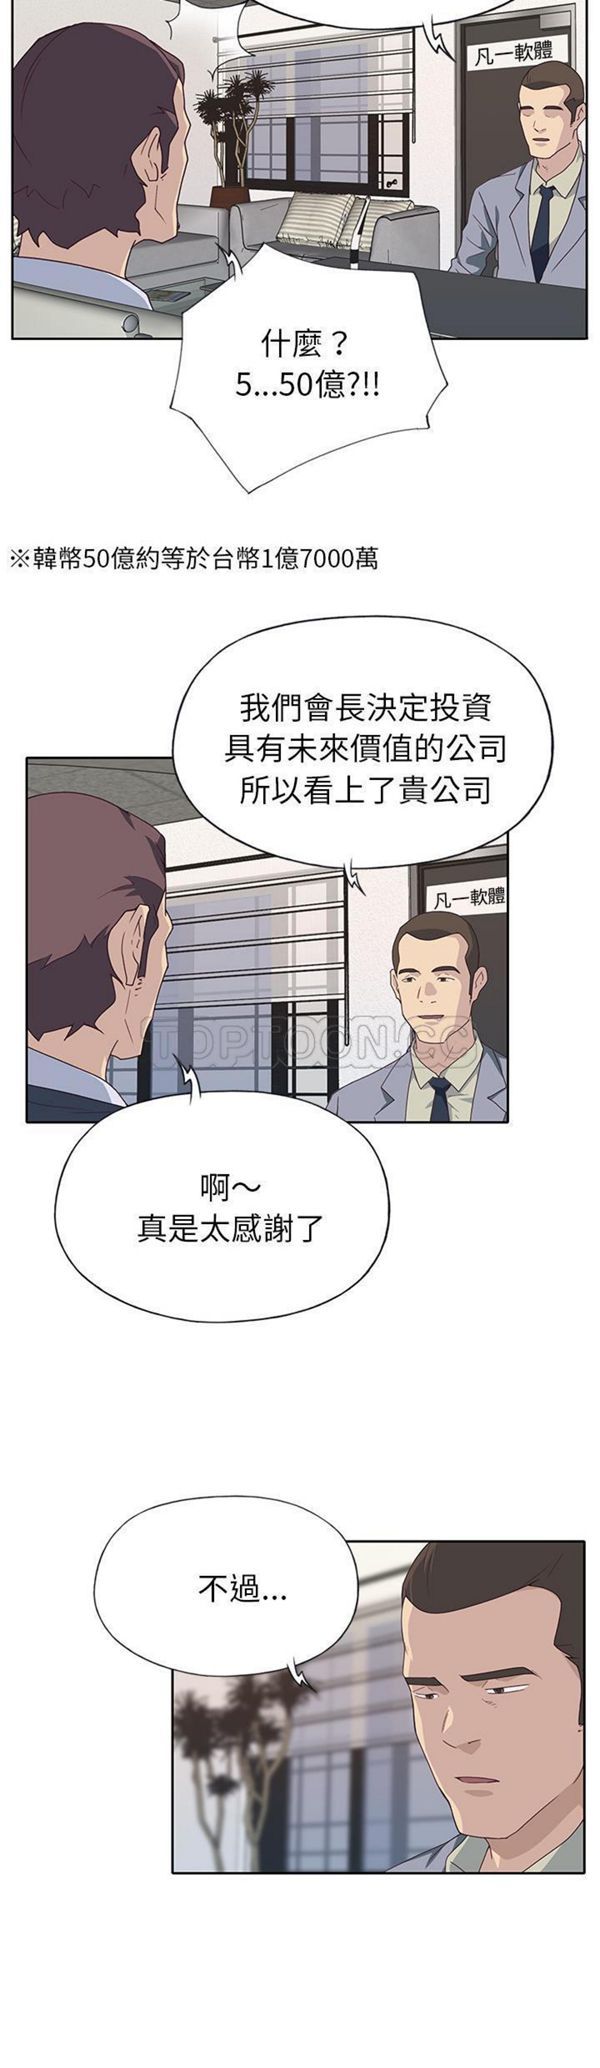 凡一軟體
什麼？
5...50億?!!
※韓幣50億約等於台幣1億7000萬
我們會長決定投資
具有未來價值的公司
所以看上了貴公司
凡一軟體
TOPTOON.CC
啊～
真是太感謝了
不過...